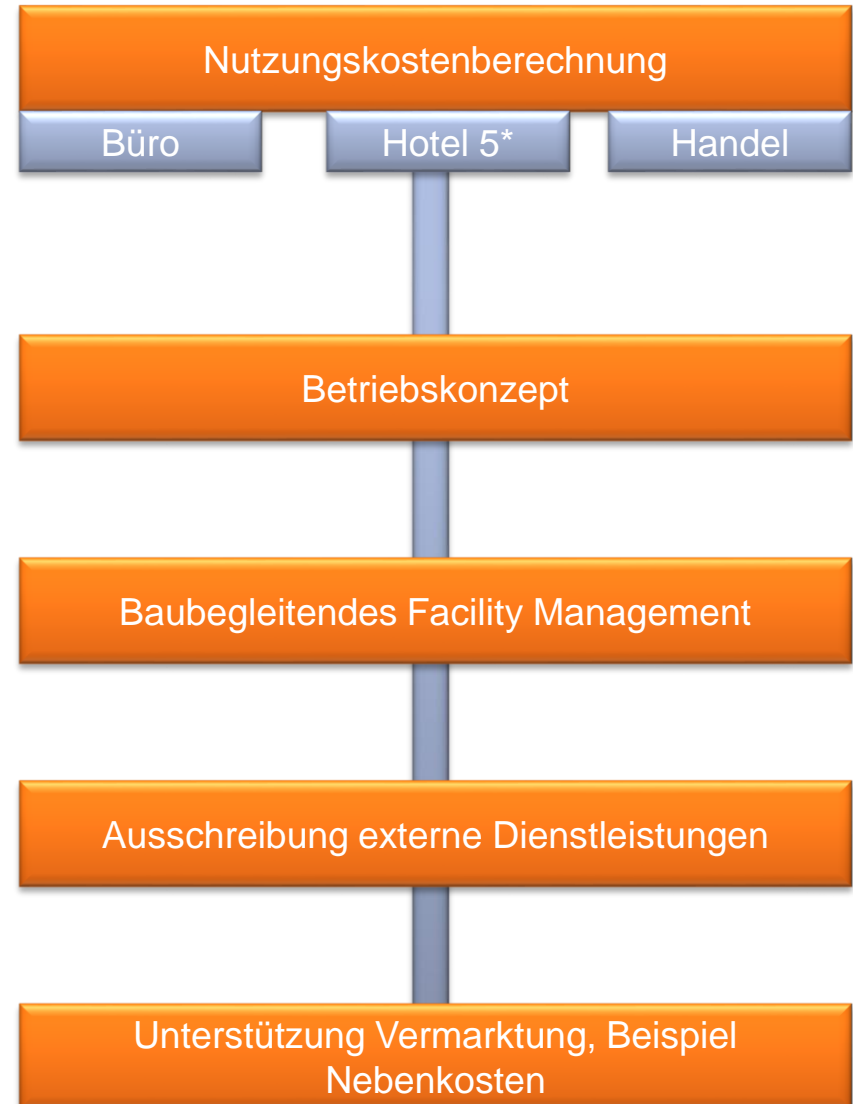 Nutzungskostenberechnung
Büro Hotel 5* Handel
Betriebskonzept
Baubegleitendes Facility Management
Ausschreibung externe Dienstleistungen
Unterstützung Vermarktung, Beispiel
Nebenkosten